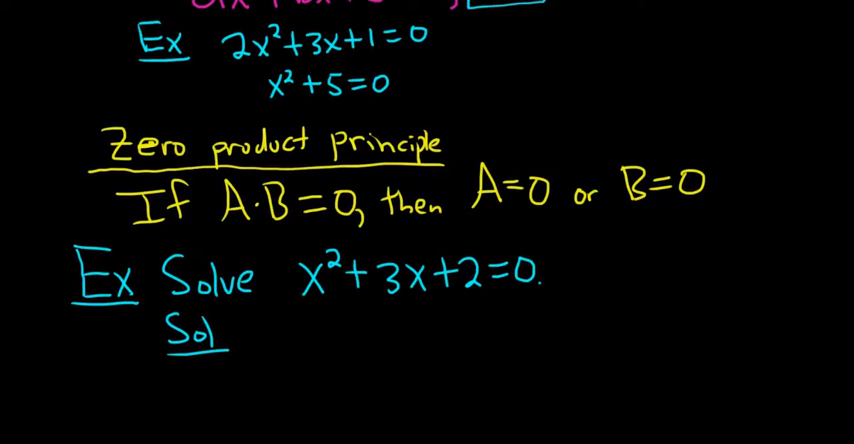 Ex 2x²+3x+1=0
x²+5=0
Zero product principle
If A·B=0, then A=0 or B=0
Ex Solve x²+3x+2=0.
Sol